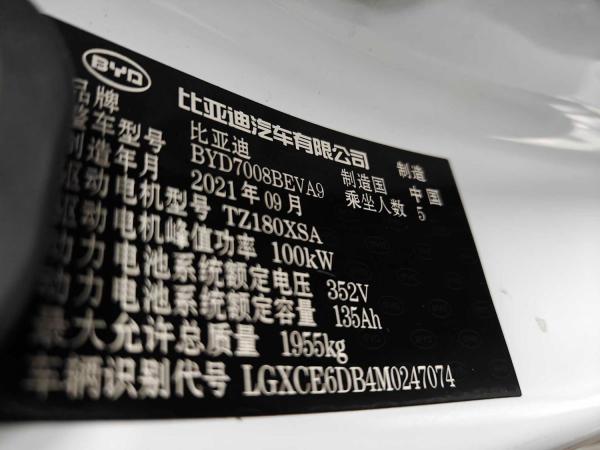 BYD
比亚迪汽车有限公司 制造
品牌 比亚迪 制造国 中国
整车型号 BYD7008BEVA9 乘坐人数 5
制造年月 2021年09月
驱动电机型号 TZ180XSA
驱动电机峰值功率 100kW
动力电池系统额定电压 352V
动力电池系统额定容量 135Ah
最大允许总质量 1955kg
车辆识别代号 LGXCE6DB4M0247074